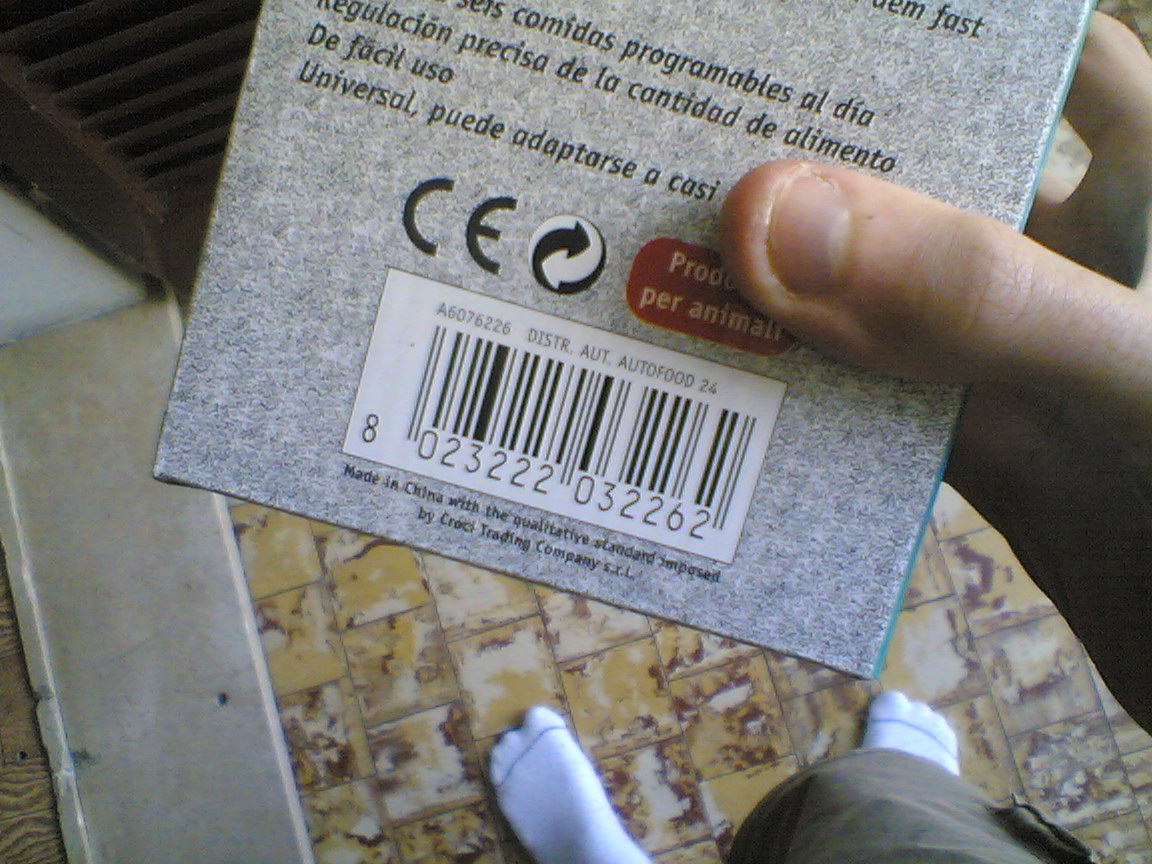 dem fast
seis comidas programables al día
Regulación precisa de la cantidad de alimento
De fácil uso
Universal, puede adaptarse a casi
CE
per animali
A6076226 DISTR. AUT. AUTOFOOD 24
8 023222 032262
Made in China with the qualitative standard imposed
by Croci Trading Company s.r.l.